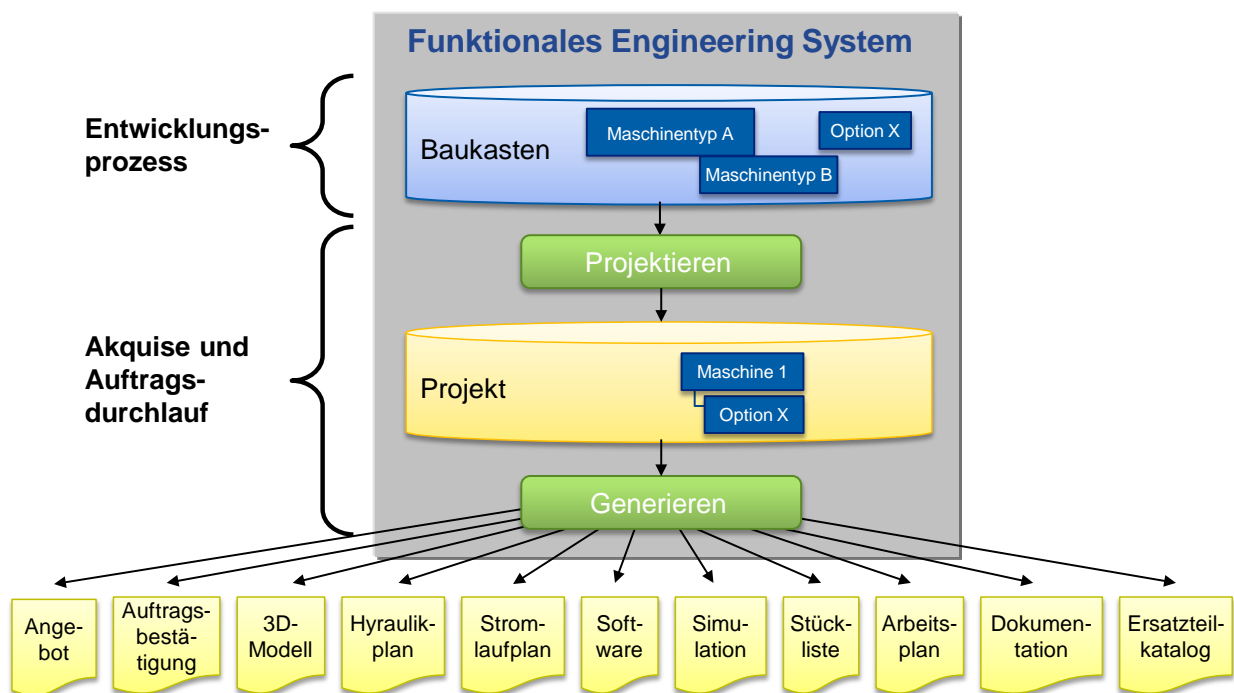 Funktionales Engineering System
Entwicklungs-
prozess
Baukasten
Maschinentyp A
Option X
Maschinentyp B
Projektieren
Akquise und
Auftrags-
durchlauf
Projekt
Maschine 1
Option X
Generieren
Ange-
bot
Auftrags-
bestä-
tigung
3D-
Modell
Hyraulik-
plan
Strom-
laufplan
Soft-
ware
Simu-
lation
Stück-
liste
Arbeits-
plan
Dokumen-
tation
Ersatzteil-
katalog